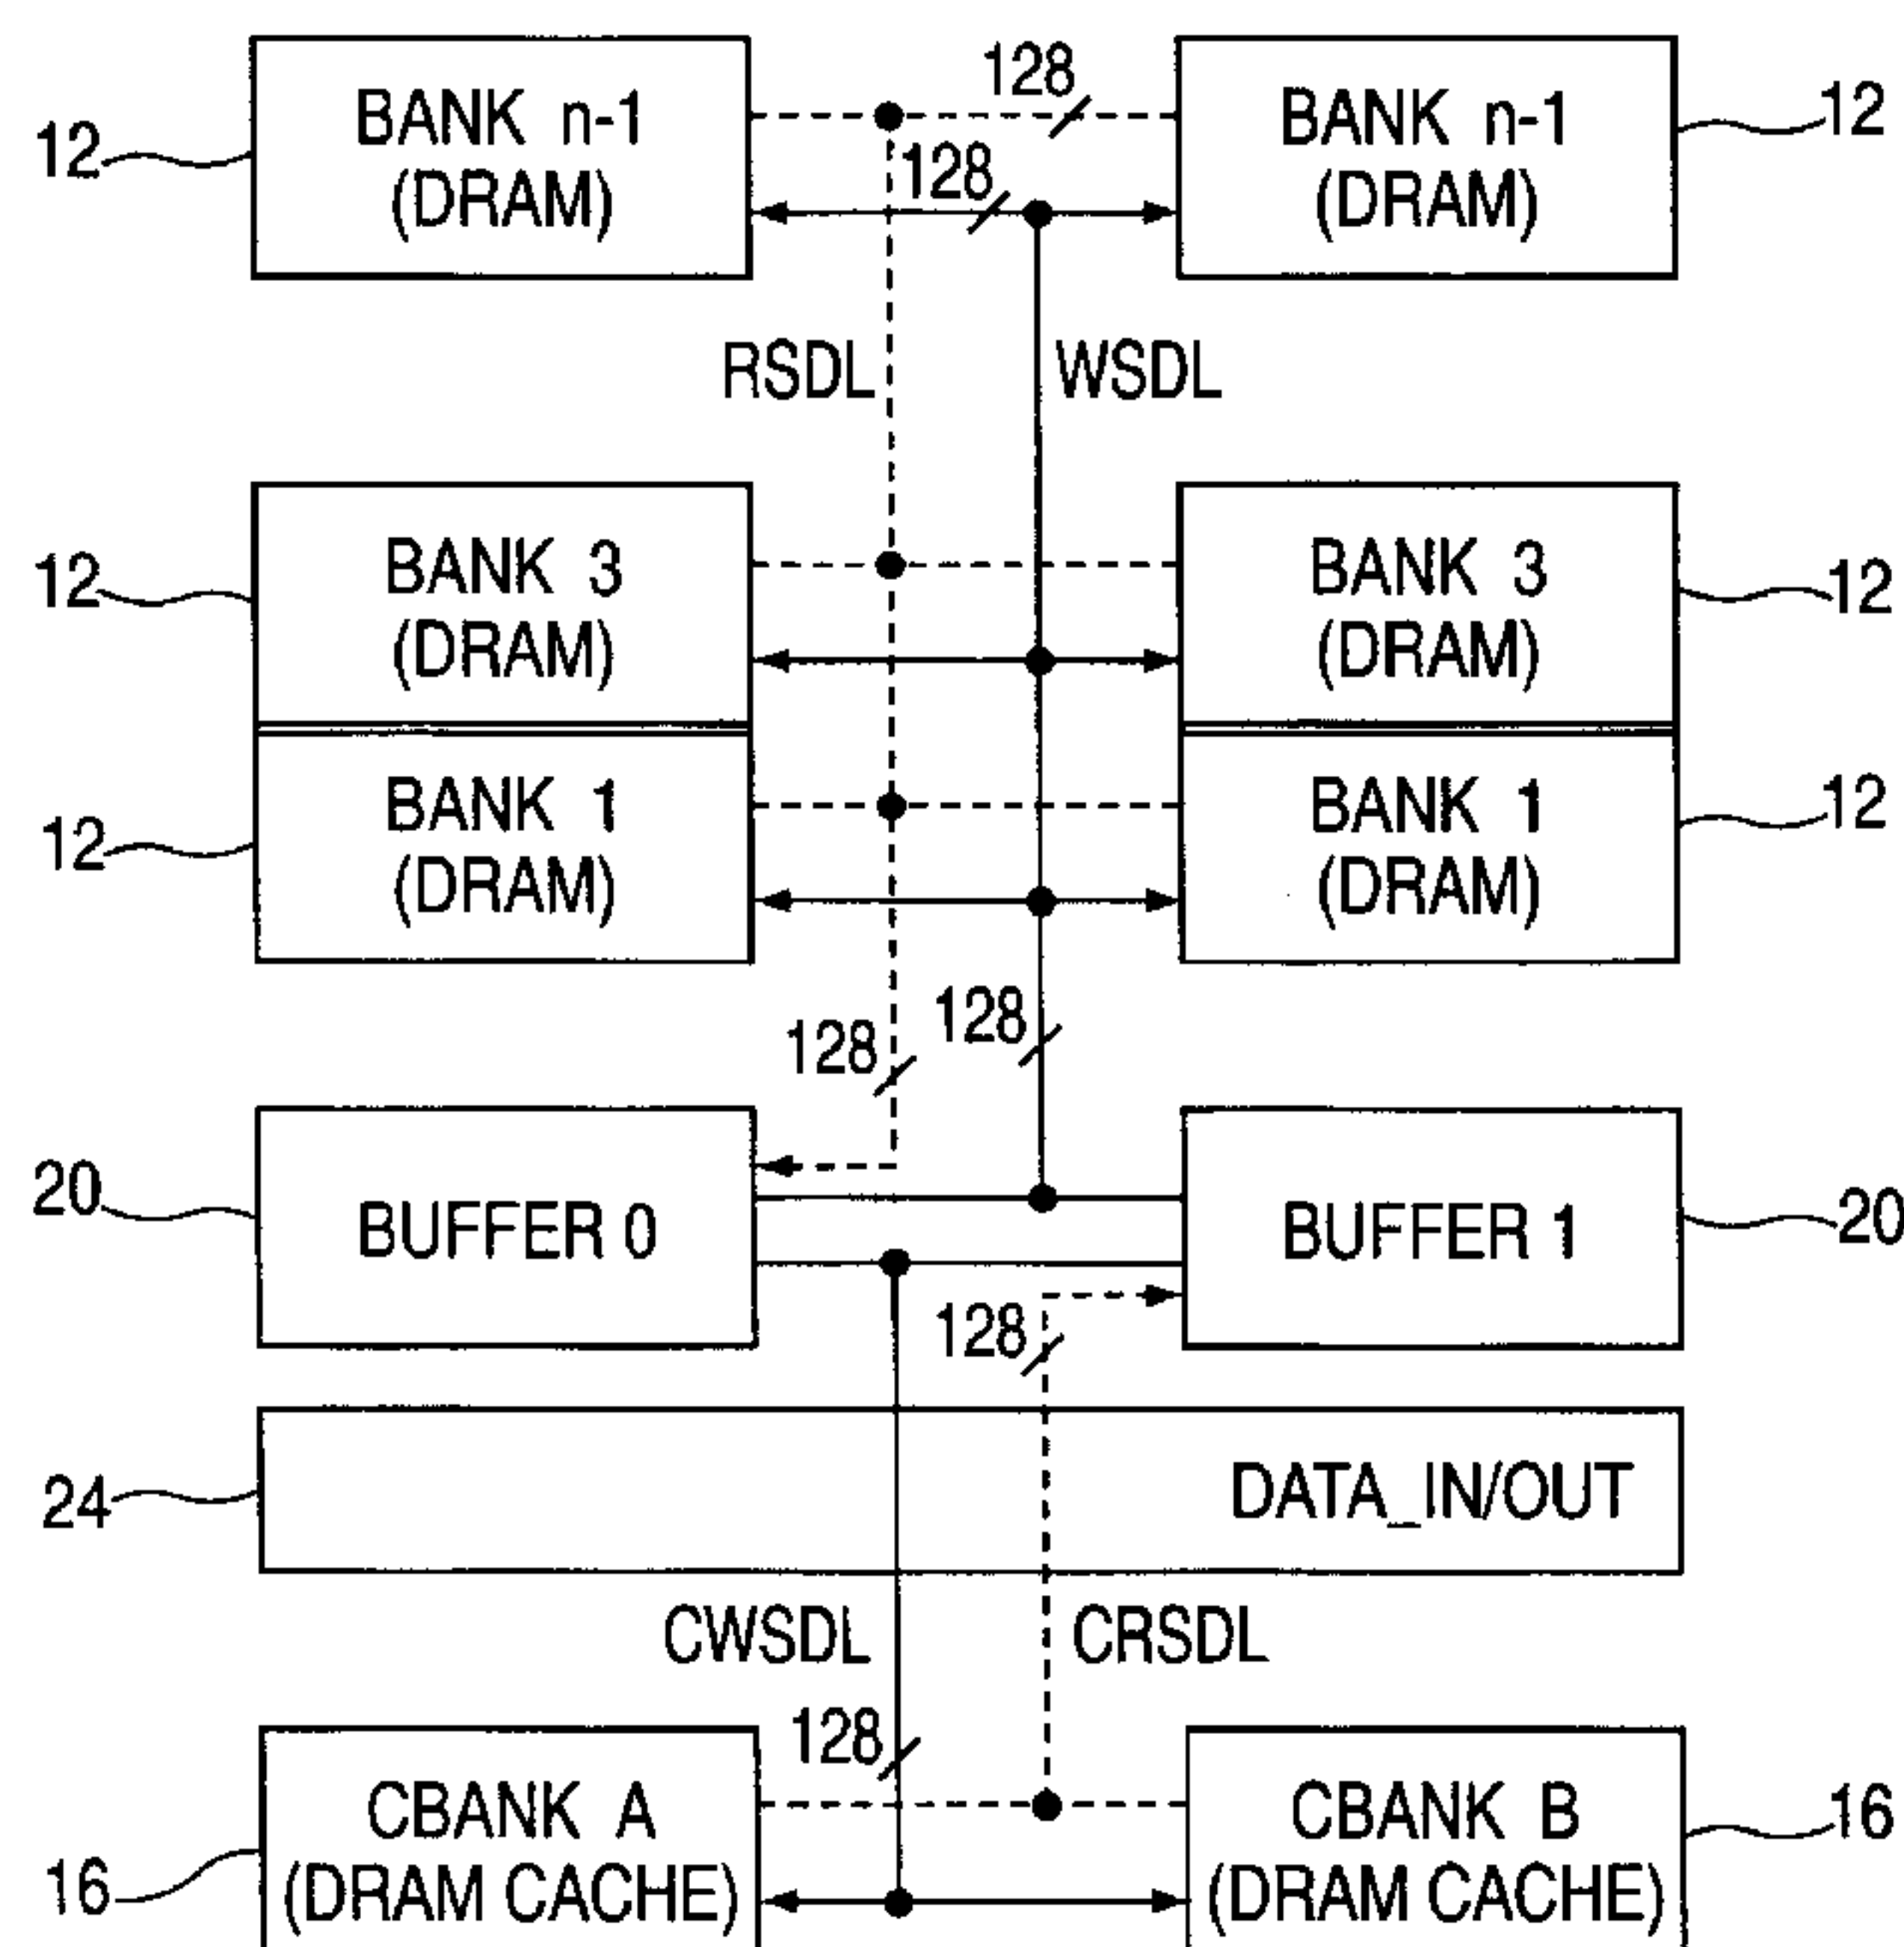 128
12 BANK n-1 (DRAM) BANK n-1 (DRAM) 12
128
RSDL WSDL
12 BANK 3 (DRAM) BANK 3 (DRAM) 12
12 BANK 1 (DRAM) BANK 1 (DRAM) 12
128 128
20 BUFFER 0 BUFFER 1 20
128
24 DATA_IN/OUT
CWSDL CRSDL
128
16 CBANK A (DRAM CACHE) CBANK B (DRAM CACHE) 16